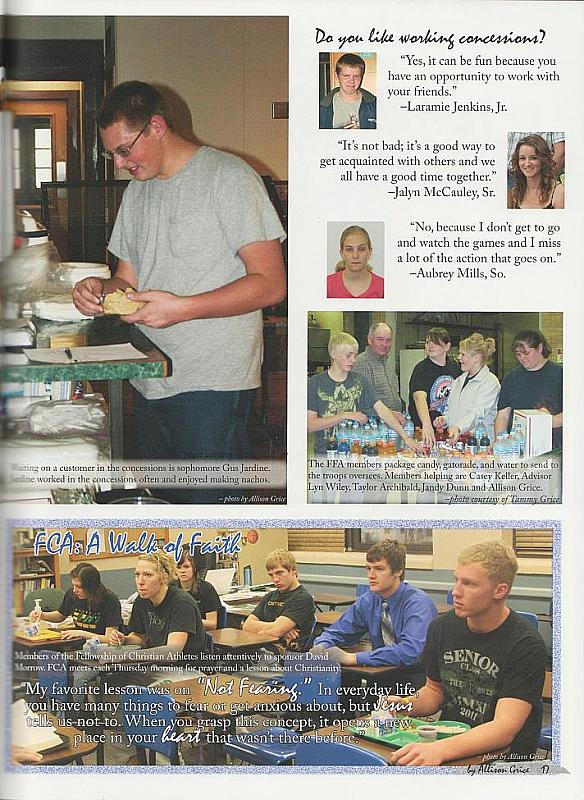 Do you like working concessions?
"Yes, it can be fun because you
have an opportunity to work with
your friends."
–Laramie Jenkins, Jr.
"It's not bad; it's a good way to
get acquainted with others and we
all have a good time together."
–Jalyn McCauley, Sr.
"No, because I don't get to go
and watch the games and I miss
a lot of the action that goes on."
–Aubrey Mills, So.
3.
Waiting on a customer in the concessions is sophomore Gus Jardine.
Jardine worked in the concessions often and enjoyed making nachos.
– photo by Allison Grice
The FFA members package candy, gatorade, and water to send to
the troops oversees. Members helping are Casey Keller, Advisor
Lyn Wiley, Taylor Archibald, Jandy Dunn and Allison Grice.
–photo courtesy of Tammy Grice
FCA: A Walk of Faith
Members of the Fellowship of Christian Athletes listen attentively to sponsor David
Morrow. FCA meets each Thursday morning for prayer and a lesson about Christianity.
"My favorite lesson was on "Not Fearing." In everyday life,
you have many things to fear or get anxious about, but Jesus
tells us not to. When you grasp this concept, it opens a new
place in your heart that wasn't there before."
SENIOR
2011
– photo by Allison Grice
by Allison Grice 17